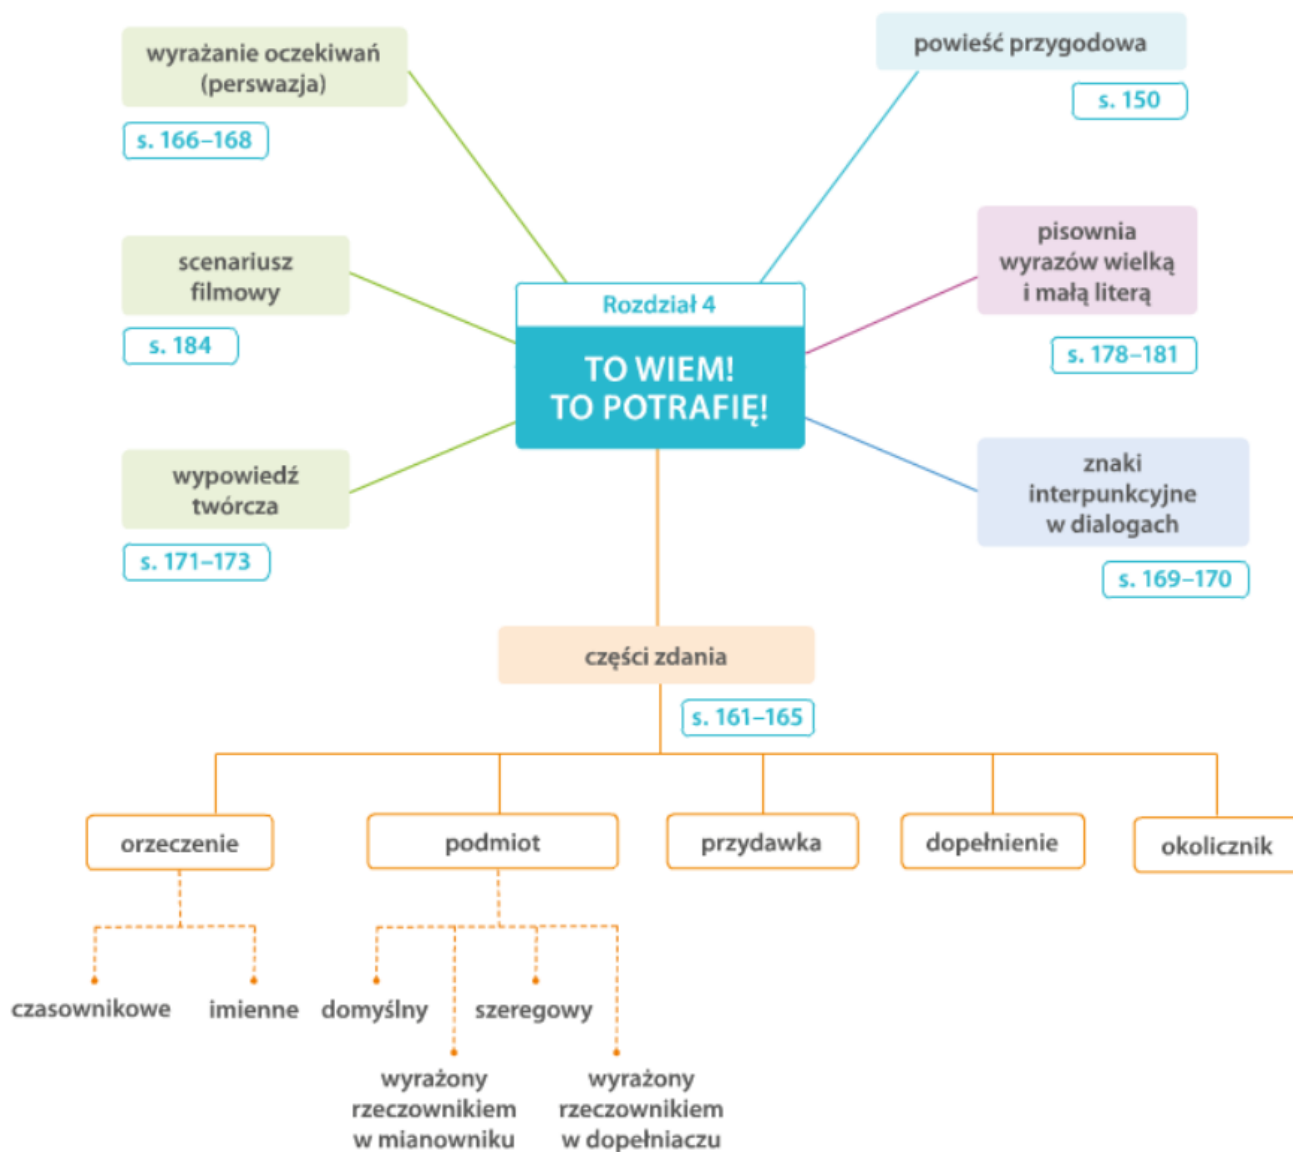 wyrażanie oczekiwań
(perswazja)
s. 166–168
powieść przygodowa
s. 150
scenariusz
filmowy
s. 184
Rozdział 4
TO WIEM!
TO POTRAFIĘ!
pisownia
wyrazów wielką
i małą literą
s. 178–181
wypowiedź
twórcza
s. 171–173
znaki
interpunkcyjne
w dialogach
s. 169–170
części zdania
s. 161–165
orzeczenie
podmiot
przydawka
dopełnienie
okolicznik
czasownikowe
imienne
domyślny
szeregowy
wyrażony
rzeczownikiem
w mianowniku
wyrażony
rzeczownikiem
w dopełniaczu